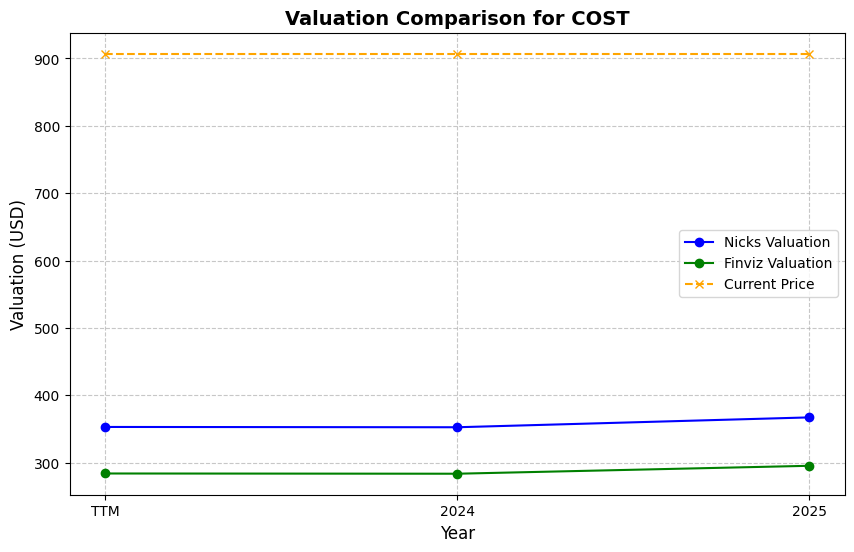 Valuation Comparison for COST
900
800
700
600
500
400
300
Valuation (USD)
Nicks Valuation
Finviz Valuation
Current Price
TTM
2024
2025
Year